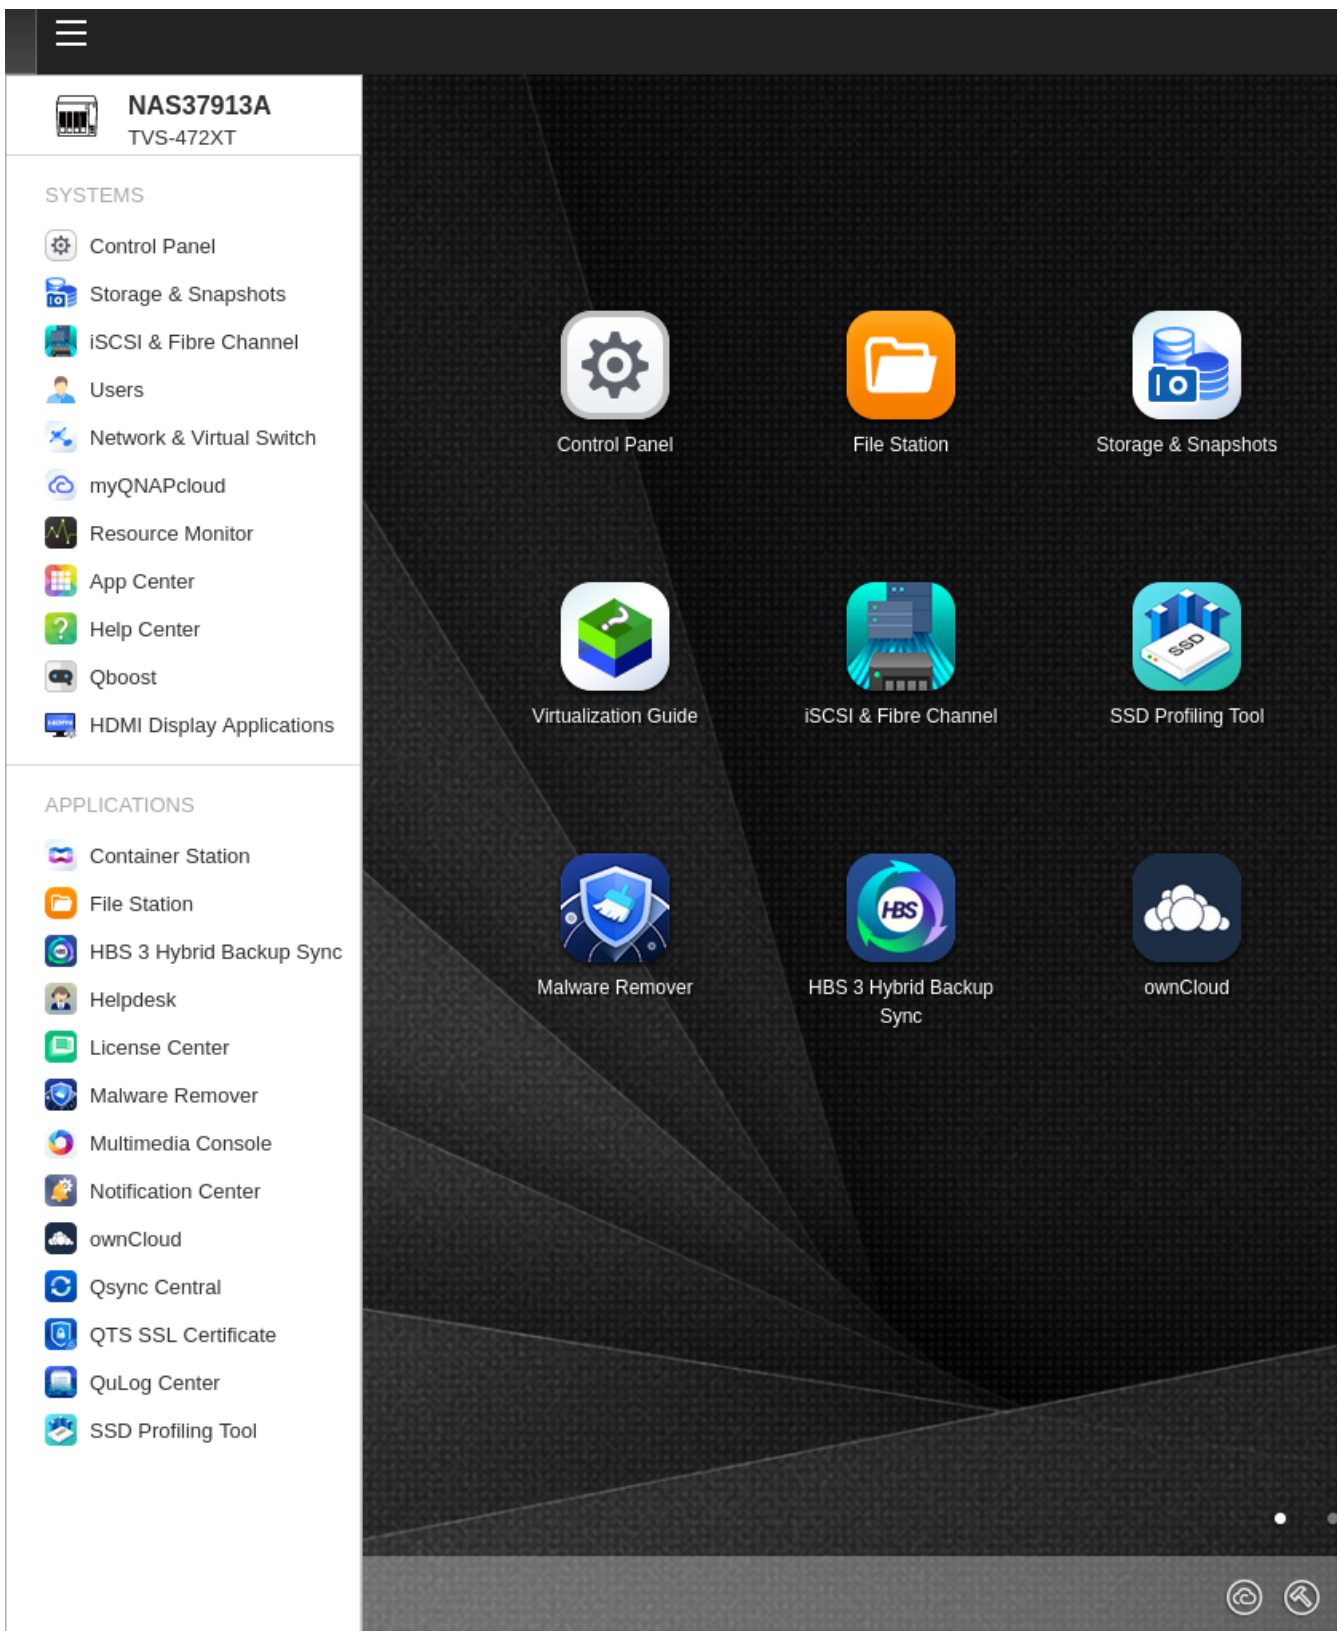 NAS37913A
TVS-472XT
SYSTEMS
Control Panel
Storage & Snapshots
iSCSI & Fibre Channel
Users
Network & Virtual Switch
myQNAPcloud
Resource Monitor
App Center
Help Center
Qboost
HDMI Display Applications
APPLICATIONS
Container Station
File Station
HBS 3 Hybrid Backup Sync
Helpdesk
License Center
Malware Remover
Multimedia Console
Notification Center
ownCloud
Qsync Central
QTS SSL Certificate
QuLog Center
SSD Profiling Tool
Control Panel
File Station
Storage & Snapshots
SSD
Virtualization Guide
iSCSI & Fibre Channel
SSD Profiling Tool
HBS
Malware Remover
HBS 3 Hybrid Backup
Sync
ownCloud